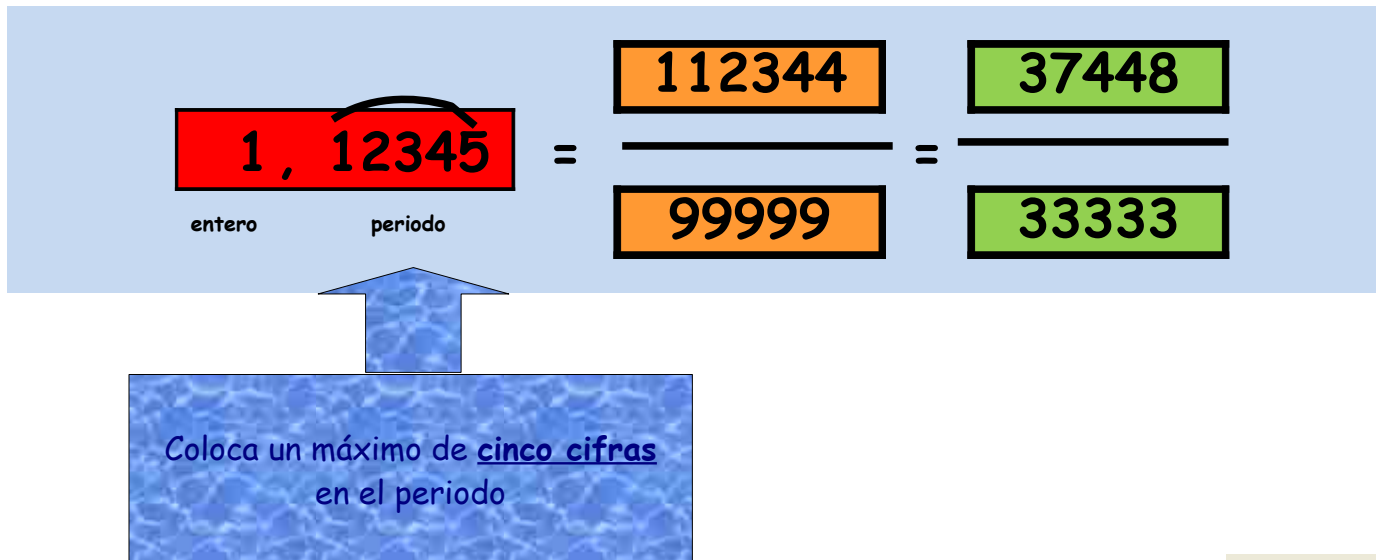 112344 37448
1, 12345 = =
99999 33333
entero periodo
Coloca un máximo de cinco cifras
en el periodo